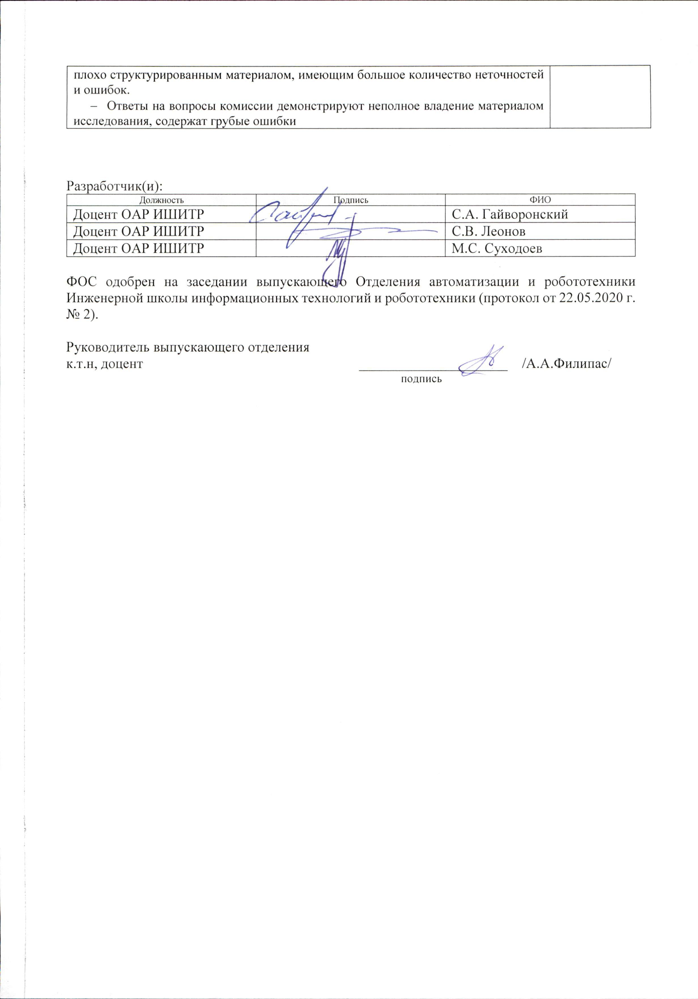 плохо структурированным материалом, имеющим большое количество неточностей
и ошибок.
– Ответы на вопросы комиссии демонстрируют неполное владение материалом
исследования, содержат грубые ошибки
Разработчик(и):
Должность Подпись ФИО
Доцент ОАР ИШИТР С.А. Гайворонский
Доцент ОАР ИШИТР С.В. Леонов
Доцент ОАР ИШИТР М.С. Суходоев
ФОС одобрен на заседании выпускающего Отделения автоматизации и робототехники
Инженерной школы информационных технологий и робототехники (протокол от 22.05.2020 г.
№ 2).
Руководитель выпускающего отделения
к.т.н, доцент /А.А.Филипас/
подпись